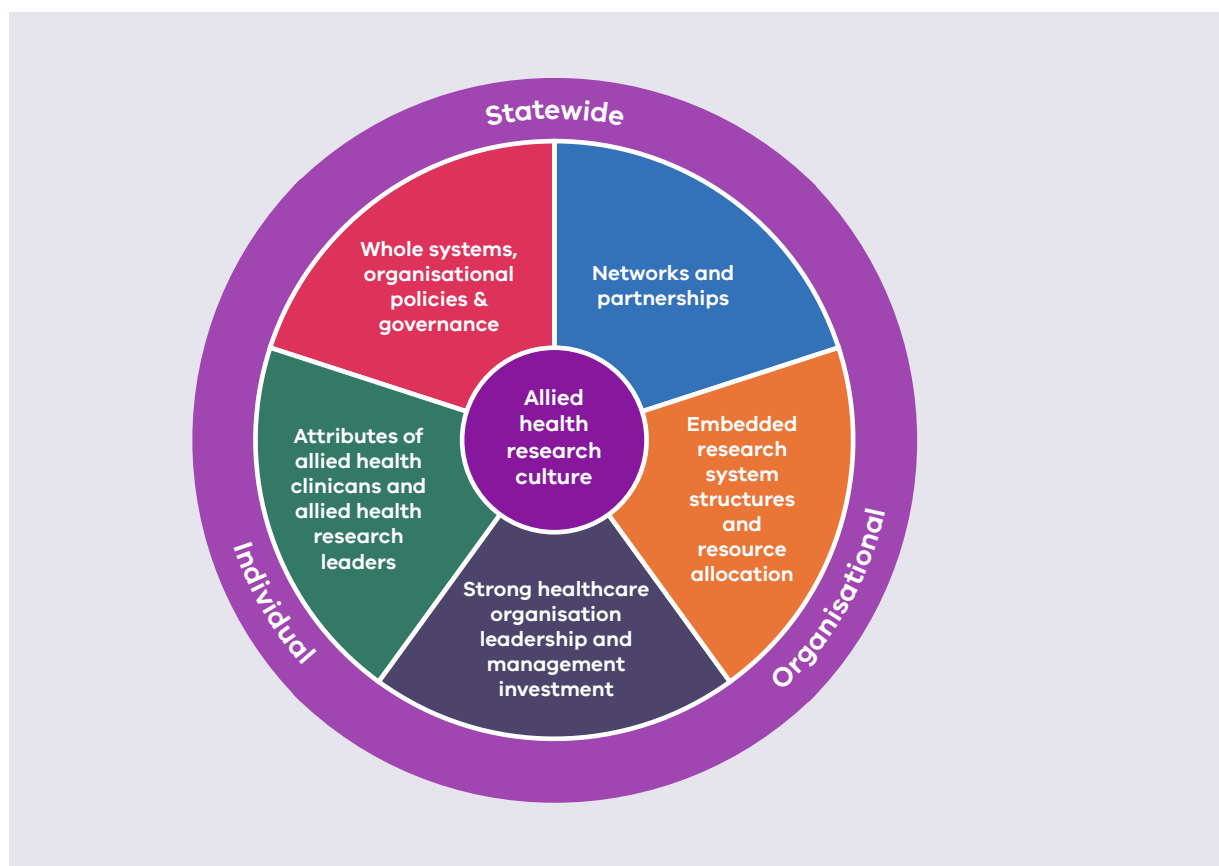 Statewide
Whole systems,
organisational
policies &
governance
Networks and
partnerships
Allied
health
research
culture
Attributes of
allied health
clinicans and
allied health
research
leaders
Embedded
research
system
structures
and
resource
allocation
Strong healthcare
organisation
leadership and
management
investment
Individual
Organisational